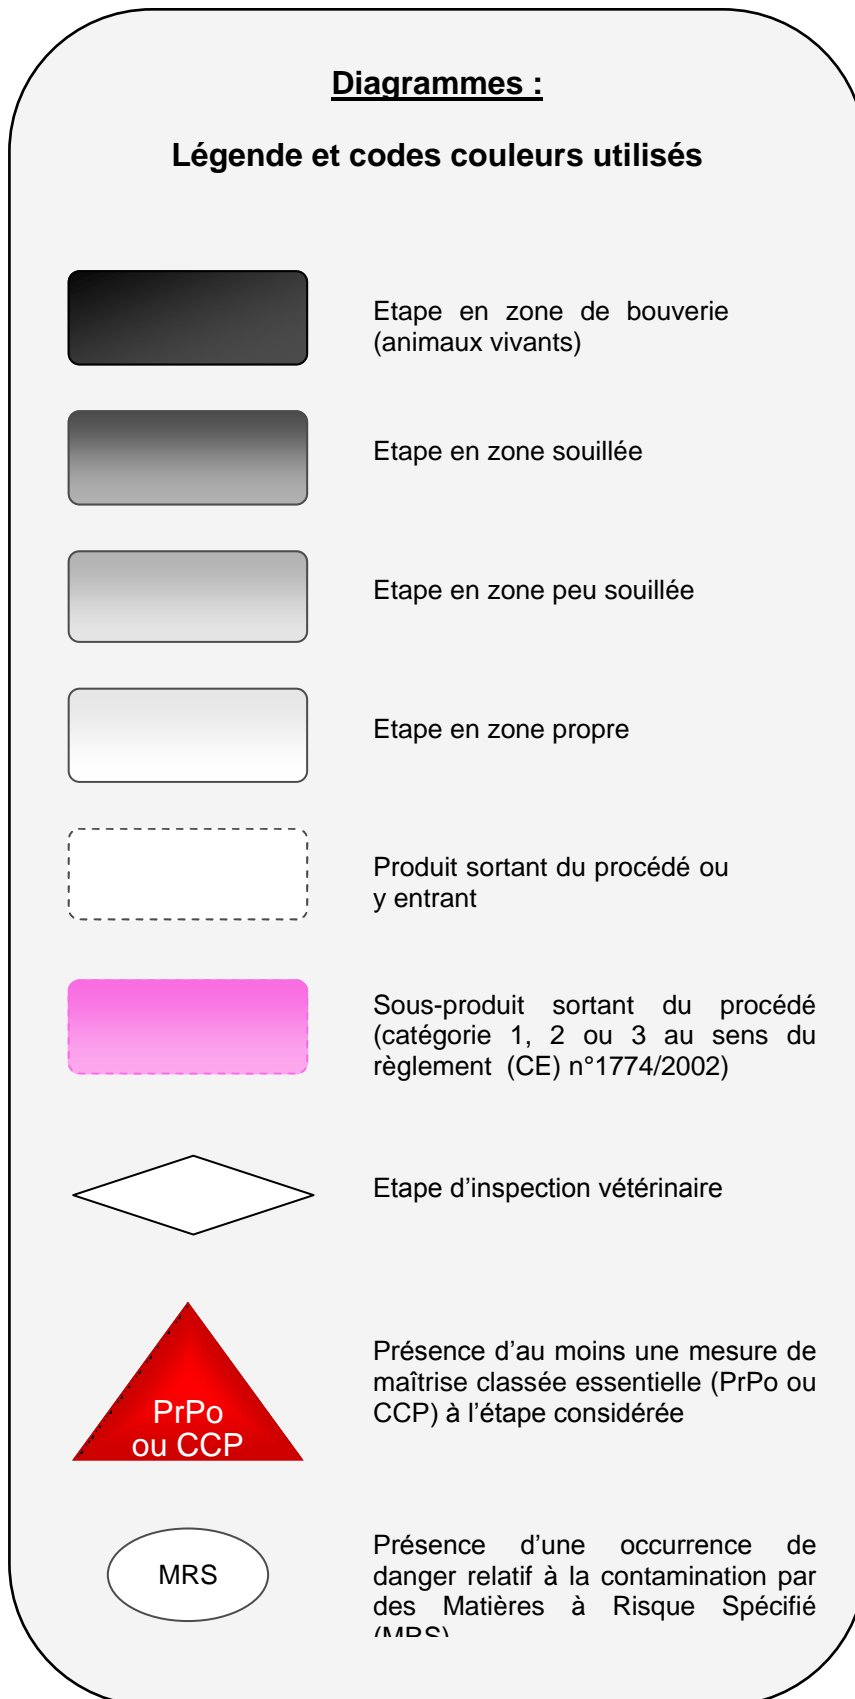 Diagrammes :
Légende et codes couleurs utilisés
Etape en zone de bouverie
(animaux vivants)
Etape en zone souillée
Etape en zone peu souillée
Etape en zone propre
Produit sortant du procédé ou
y entrant
Sous-produit sortant du procédé
(catégorie 1, 2 ou 3 au sens du
règlement (CE) n°1774/2002)
Etape d’inspection vétérinaire
PrPo
ou CCP
Présence d’au moins une mesure de
maîtrise classée essentielle (PrPo ou
CCP) à l’étape considérée
MRS
Présence d’une occurrence de
danger relatif à la contamination par
des Matières à Risque Spécifié
(MRS)